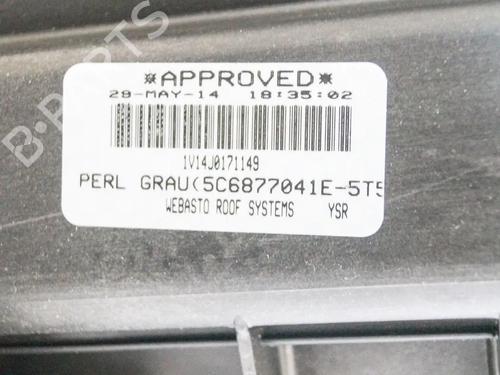 B-PARTS
*APPROVED*
29-MAY-14 18:35:02
1V14J0171149
PERL GRAU(5C6877041E-5T5
WEBASTO ROOF SYSTEMS YSR